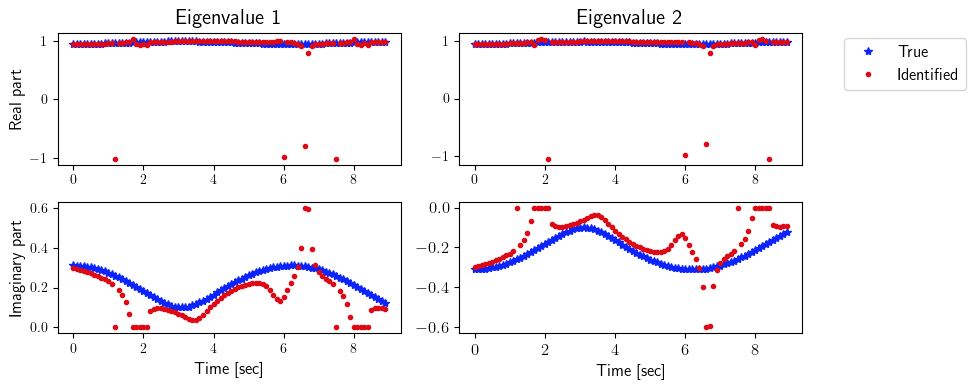 Eigenvalue 1
Eigenvalue 2
Real part
1
0
−1
0 2 4 6 8
1
0
−1
0 2 4 6 8
True
Identified
Imaginary part
0.6
0.4
0.2
0.0
0 2 4 6 8
Time [sec]
0.0
−0.2
−0.4
−0.6
0 2 4 6 8
Time [sec]